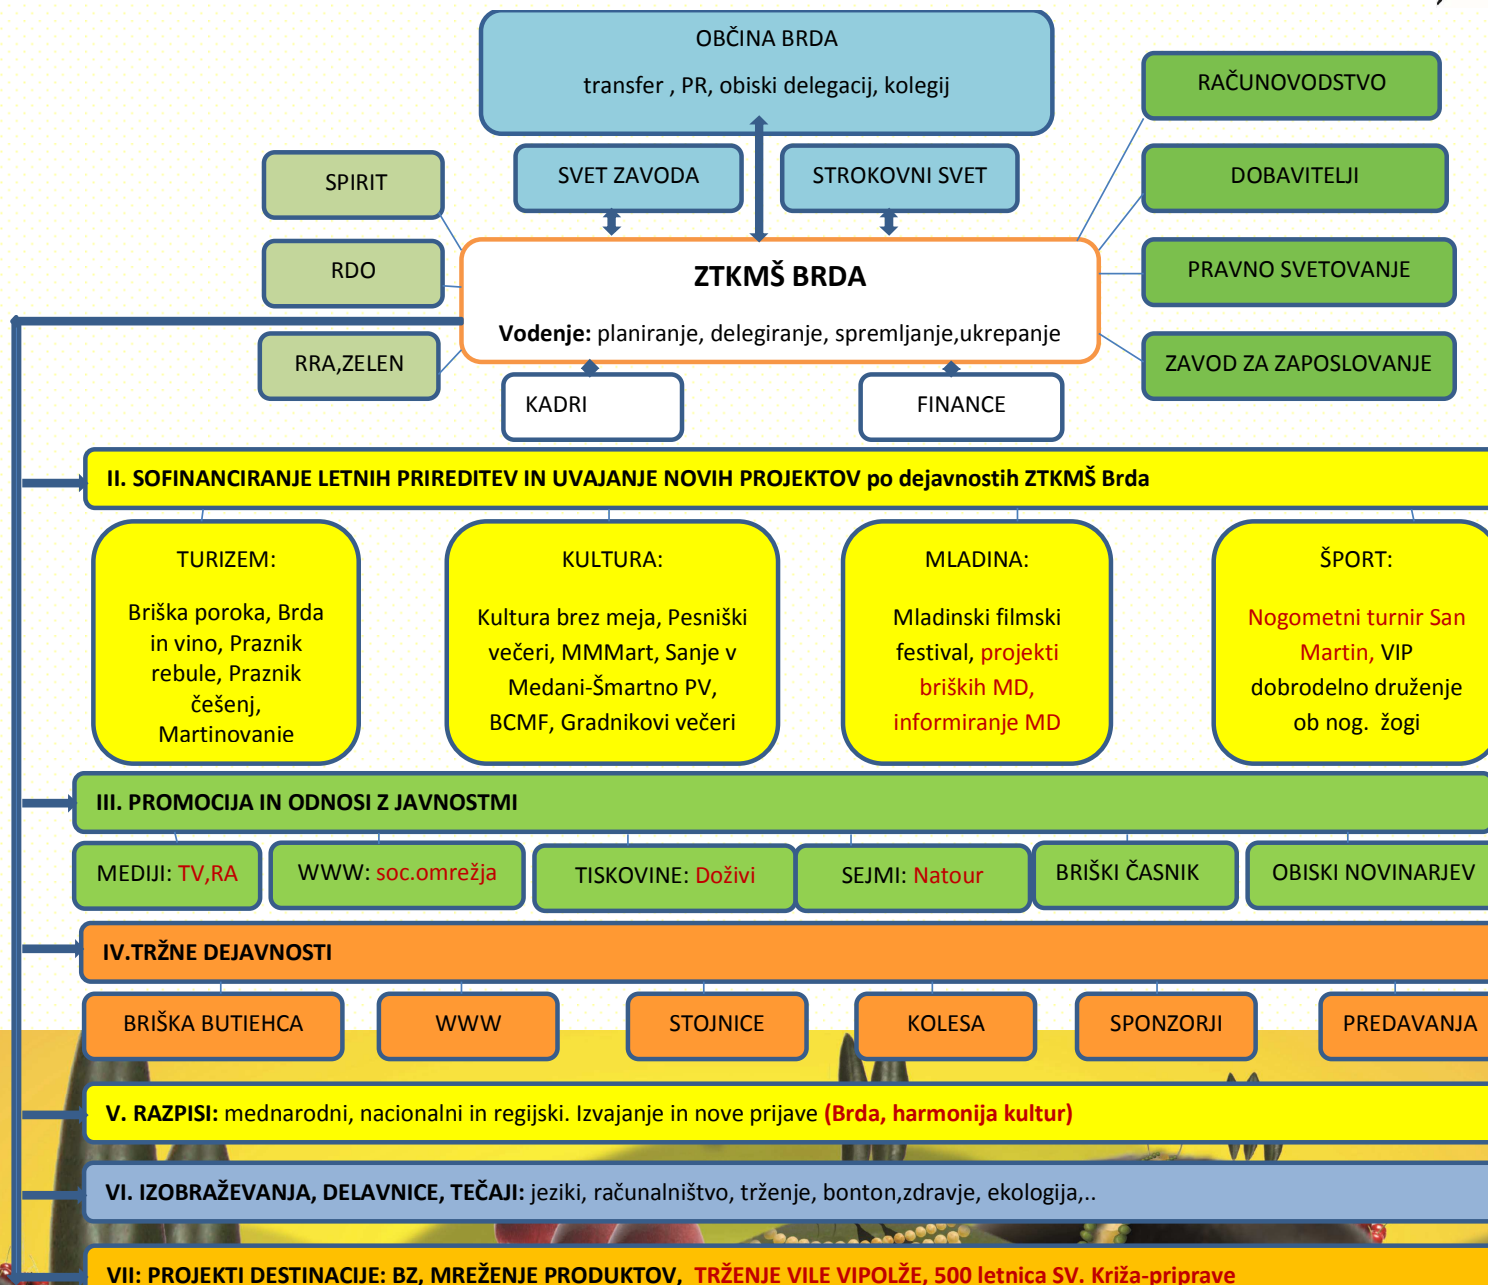 OBČINA BRDA
transfer , PR, obiski delegacij, kolegij
RAČUNOVODSTVO
SPIRIT
SVET ZAVODA
STROKOVNI SVET
DOBAVITELJI
RDO
ZTKMŠ BRDA
PRAVNO SVETOVANJE
Vodenje: planiranje, delegiranje, spremljanje,ukrepanje
RRA,ZELEN
ZAVOD ZA ZAPOSLOVANJE
KADRI
FINANCE
II. SOFINANCIRANJE LETNIH PRIREDITEV IN UVAJANJE NOVIH PROJEKTOV po dejavnostih ZTKMŠ Brda
TURIZEM:
Briška poroka, Brda
in vino, Praznik
rebule, Praznik
češenj,
Martinovanie
KULTURA:
Kultura brez meja, Pesniški
večeri, MMMart, Sanje v
Medani-Šmartno PV,
BCMF, Gradnikovi večeri
MLADINA:
Mladinski filmski
festival, projekti
briških MD,
informiranje MD
ŠPORT:
Nogometni turnir San
Martin, VIP
dobrodelno druženje
ob nog. žogi
III. PROMOCIJA IN ODNOSI Z JAVNOSTMI
MEDIJI: TV,RA
WWW: soc.omrežja
TISKOVINE: Doživi
SEJMI: Natour
BRIŠKI ČASNIK
OBISKI NOVINARJEV
IV.TRŽNE DEJAVNOSTI
BRIŠKA BUTIEHCA
WWW
STOJNICE
KOLESA
SPONZORJI
PREDAVANJA
V. RAZPISI: mednarodni, nacionalni in regijski. Izvajanje in nove prijave (Brda, harmonija kultur)
VI. IZOBRAŽEVANJA, DELAVNICE, TEČAJI: jeziki, računalništvo, trženje, bonton,zdravje, ekologija,..
VII: PROJEKTI DESTINACIJE: BZ, MREŽENJE PRODUKTOV, TRŽENJE VILE VIPOLŽE, 500 letnica SV. Križa-priprave